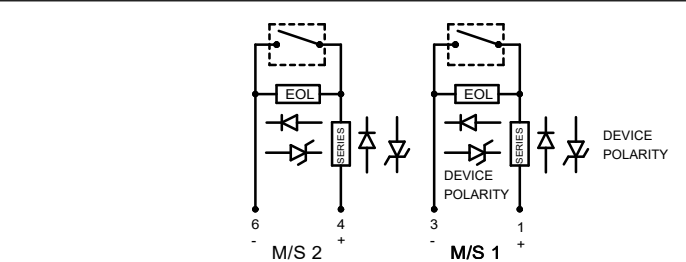 EOL
SERIES
6
-
4
+
M/S 2
EOL
SERIES
DEVICE
POLARITY
DEVICE
POLARITY
3
-
1
+
M/S 1